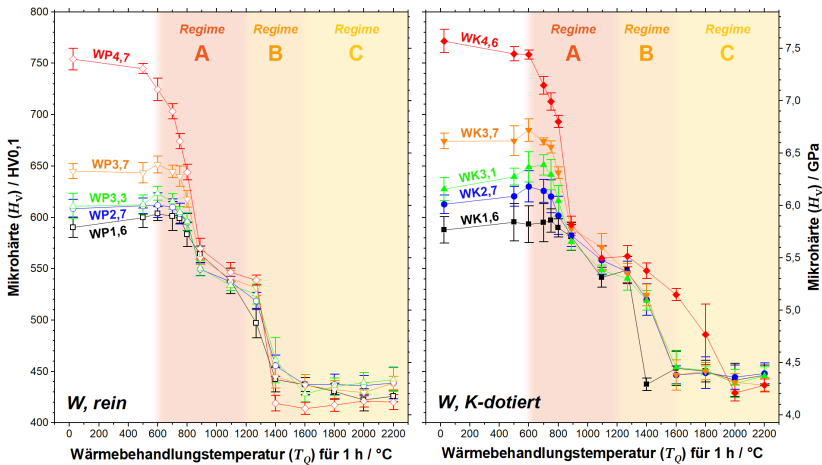 Regime Regime Regime
A B C
Mikrohärte (H_V) / HV0,1
800
750
700
650
600
550
500
450
400
WP4,7
WP3,7
WP3,3
WP2,7
WP1,6
W, rein
0 200 400 600 800 1000 1200 1400 1600 1800 2000 2200
Wärmebehandlungstemperatur (T_Q) für 1 h / °C
Regime Regime Regime
A B C
WK4,6
WK3,7
WK3,1
WK2,7
WK1,6
W, K-dotiert
7,5
7,0
6,5
6,0
5,5
5,0
4,5
4,0
Mikrohärte (H_V) / GPa
0 200 400 600 800 1000 1200 1400 1600 1800 2000 2200
Wärmebehandlungstemperatur (T_Q) für 1 h / °C